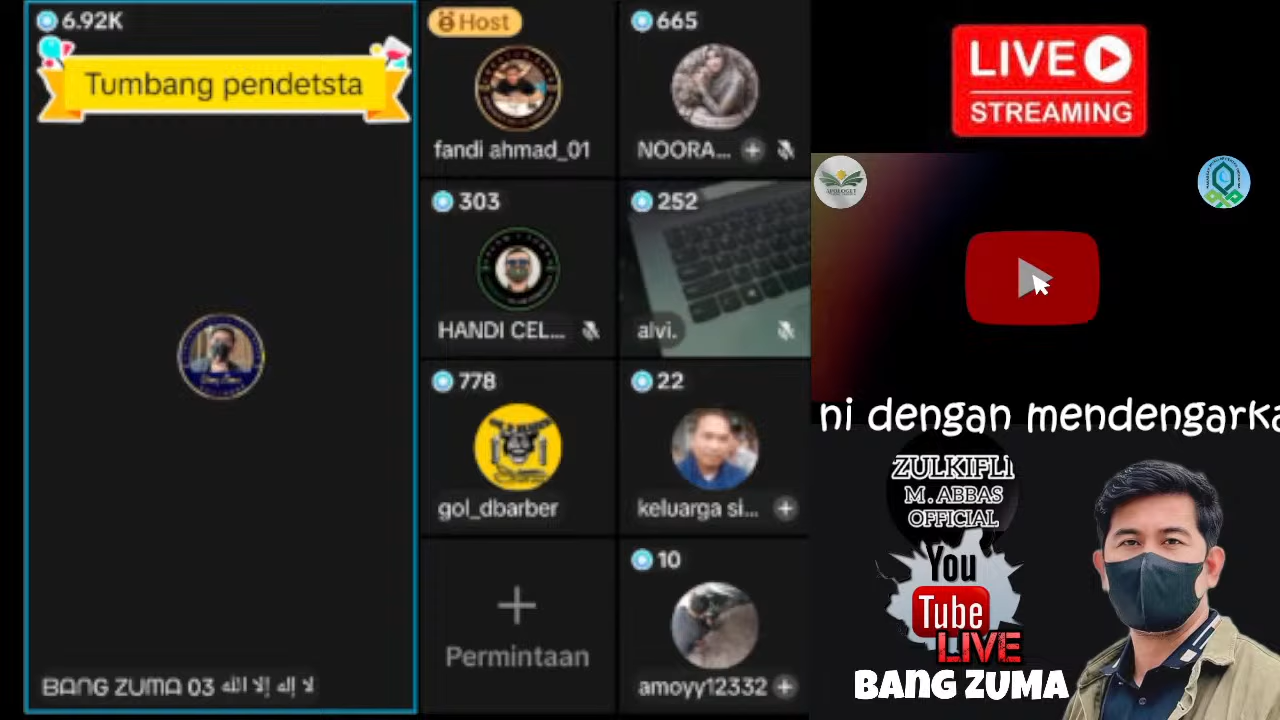 6.92K
Tumbang pendetsta
BANG ZUMA 03 لا إله إلا الله
Host
fandi ahmad_01
665
NOORA...
303
HANDI CEL...
252
alvi.
778
gol_dbarber
22
keluarga si...
Permintaan
10
amoyy12332
LIVE
STREAMING
ni dengan mendengarka
ZULKIFLI
M.ABBAS
OFFICIAL
You
Tube
LIVE
BANG ZUMA